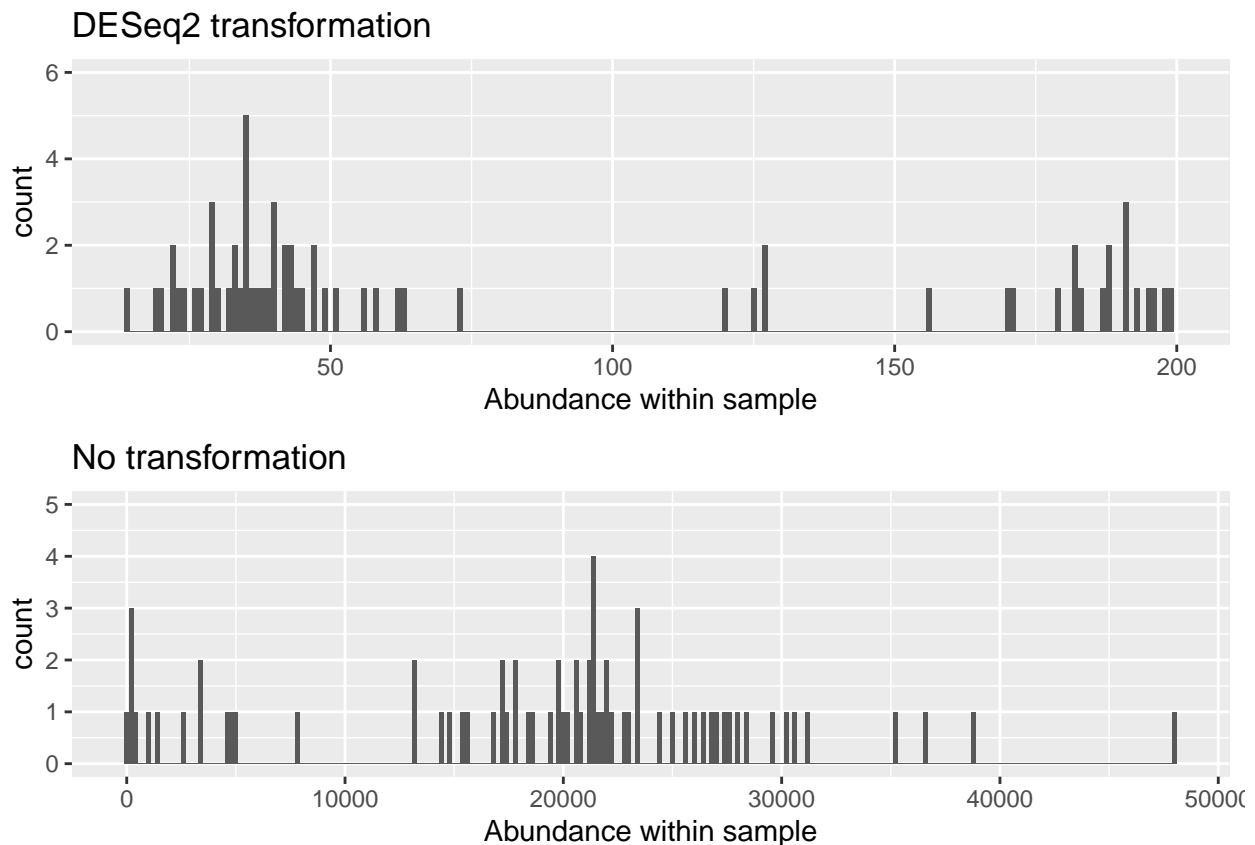 DESeq2 transformation
6
4
2
0
count
50 100 150 200
Abundance within sample
No transformation
5
4
3
2
1
0
count
0 10000 20000 30000 40000 50000
Abundance within sample